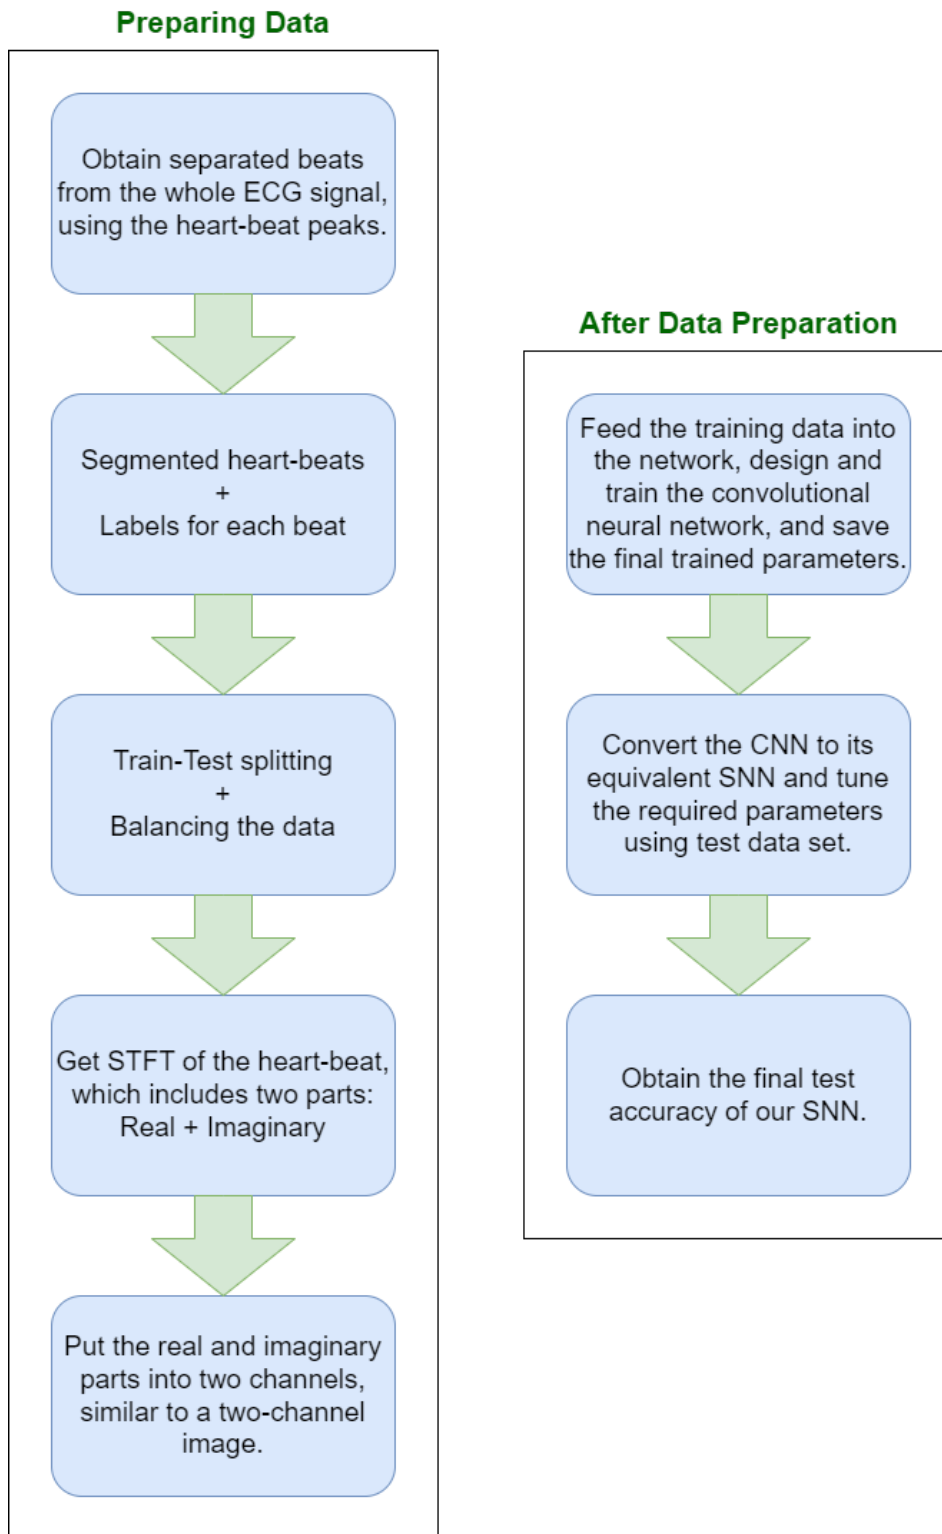 Preparing Data
Obtain separated beats
from the whole ECG signal,
using the heart-beat peaks.
Segmented heart-beats
+
Labels for each beat
Train-Test splitting
+
Balancing the data
Get STFT of the heart-beat,
which includes two parts:
Real + Imaginary
Put the real and imaginary
parts into two channels,
similar to a two-channel
image.
After Data Preparation
Feed the training data into
the network, design and
train the convolutional
neural network, and save
the final trained parameters.
Convert the CNN to its
equivalent SNN and tune
the required parameters
using test data set.
Obtain the final test
accuracy of our SNN.